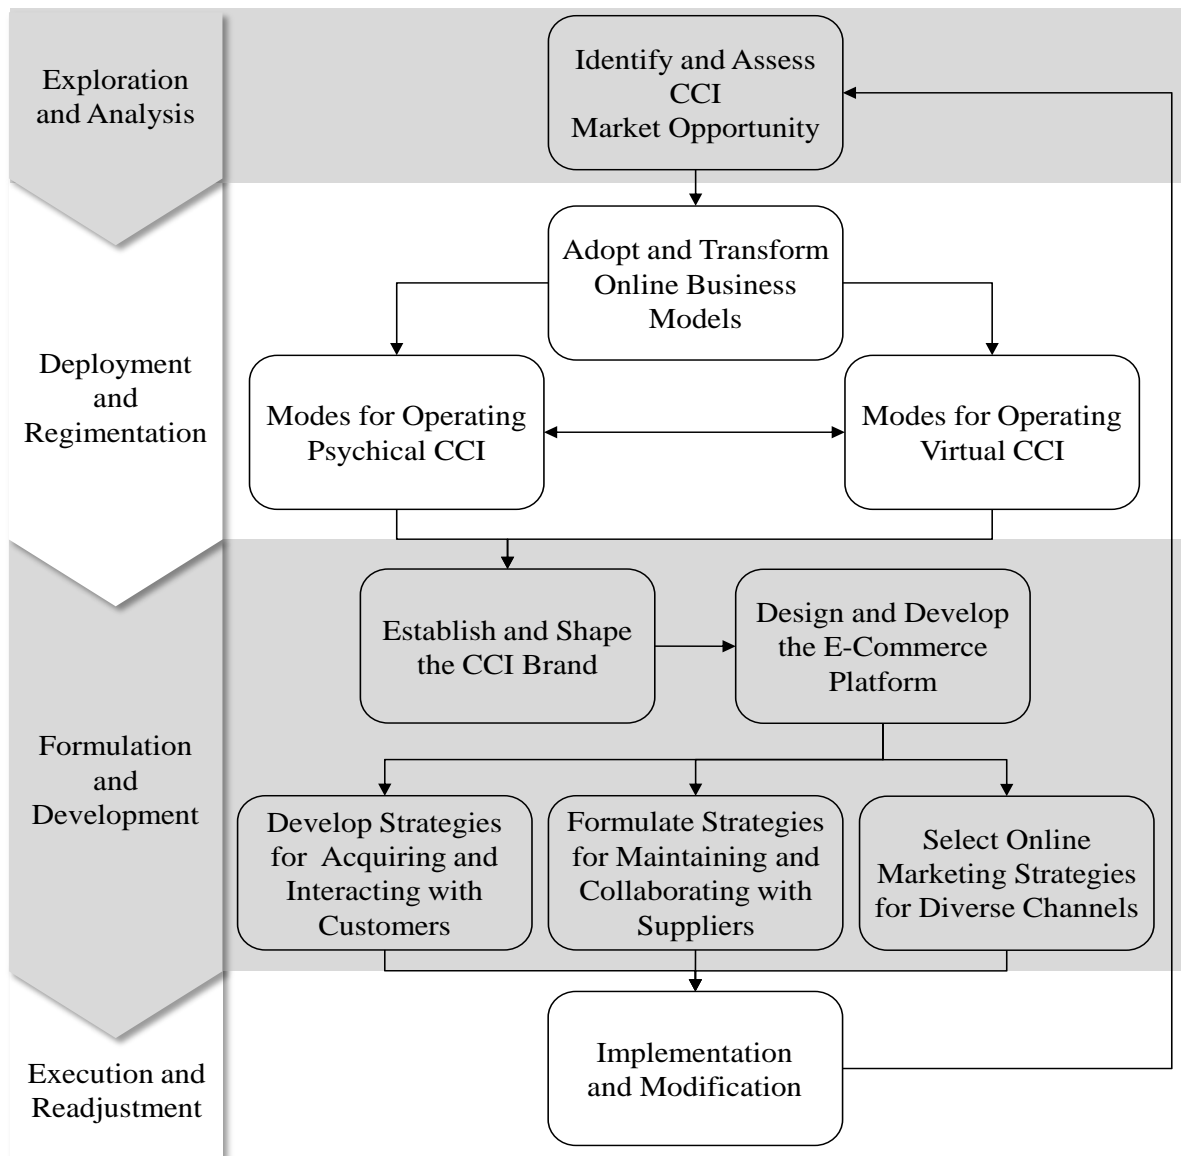 Exploration
and Analysis
Identify and Assess
CCI
Market Opportunity
Deployment
and
Regimentation
Adopt and Transform
Online Business
Models
Modes for Operating
Psychical CCI
Modes for Operating
Virtual CCI
Formulation
and
Development
Establish and Shape
the CCI Brand
Design and Develop
the E-Commerce
Platform
Develop Strategies
for Acquiring and
Interacting with
Customers
Formulate Strategies
for Maintaining and
Collaborating with
Suppliers
Select Online
Marketing Strategies
for Diverse Channels
Execution and
Readjustment
Implementation
and Modification